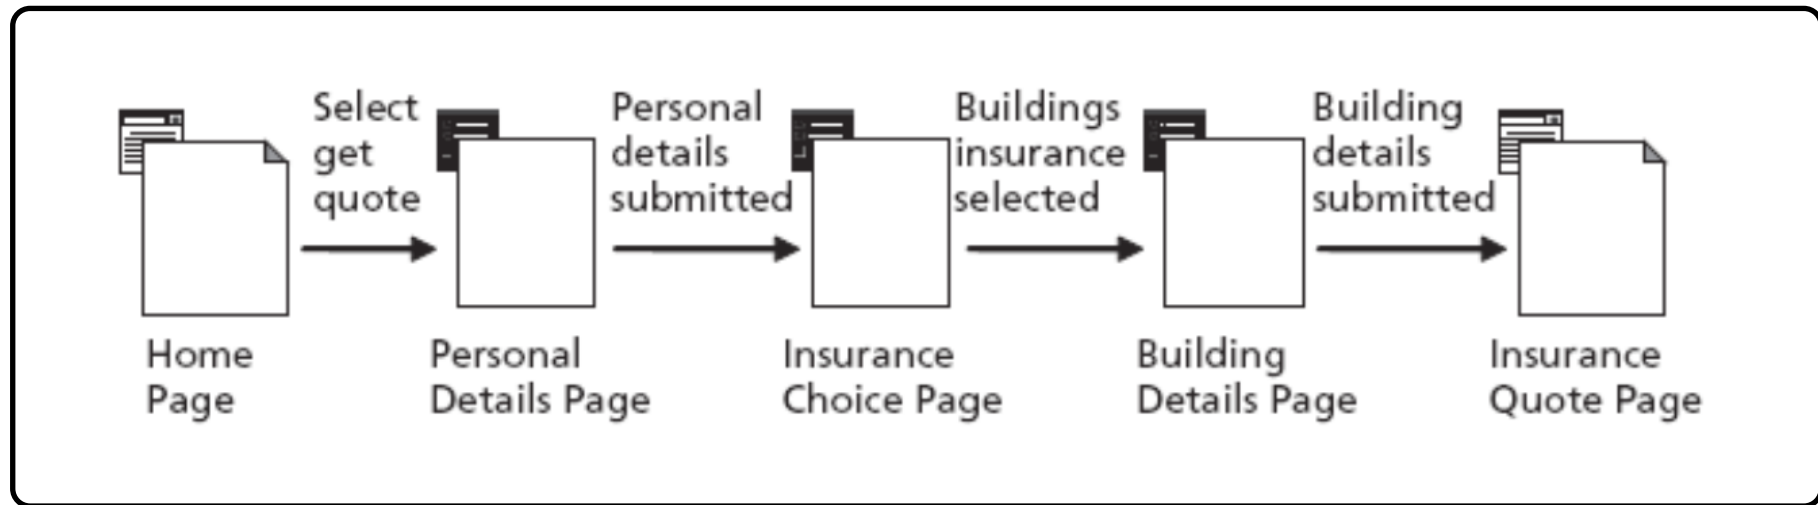 Select
get
quote
Personal
details
submitted
Buildings
insurance
selected
Building
details
submitted
Home
Page
Personal
Details Page
Insurance
Choice Page
Building
Details Page
Insurance
Quote Page